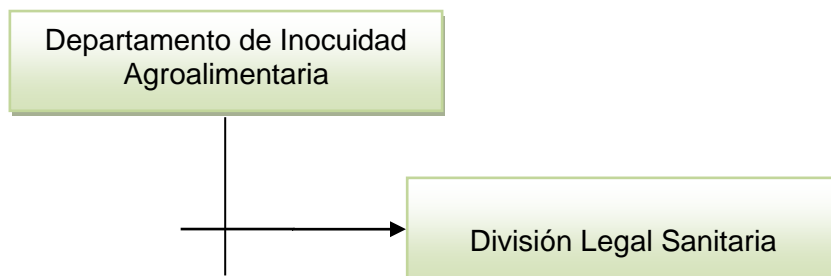 Departamento de Inocuidad
Agroalimentaria
División Legal Sanitaria